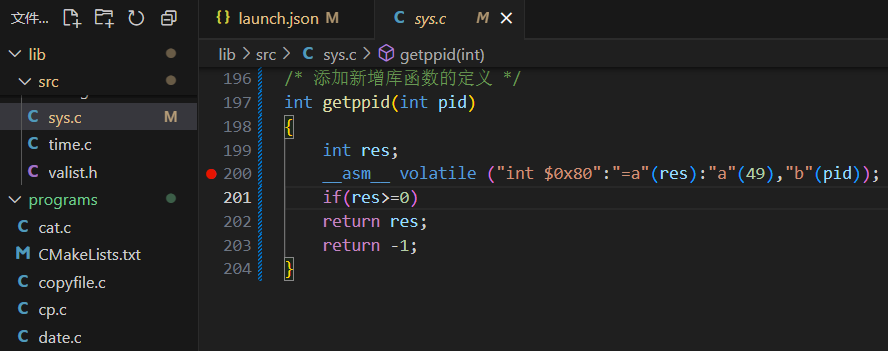 文件...
launch.json M
C sys.c M
lib
src
C sys.c M
C time.c
C valist.h
programs
C cat.c
M CMakeLists.txt
C copyfile.c
C cp.c
C date.c
lib > src > C sys.c > getppid(int)
196 /* 添加新增库函数的定义 */
197 int getppid(int pid)
198 {
199 int res;
200 __asm__ volatile ("int $0x80":"=a"(res):"a"(49),"b"(pid));
201 if(res>=0)
202 return res;
203 return -1;
204 }